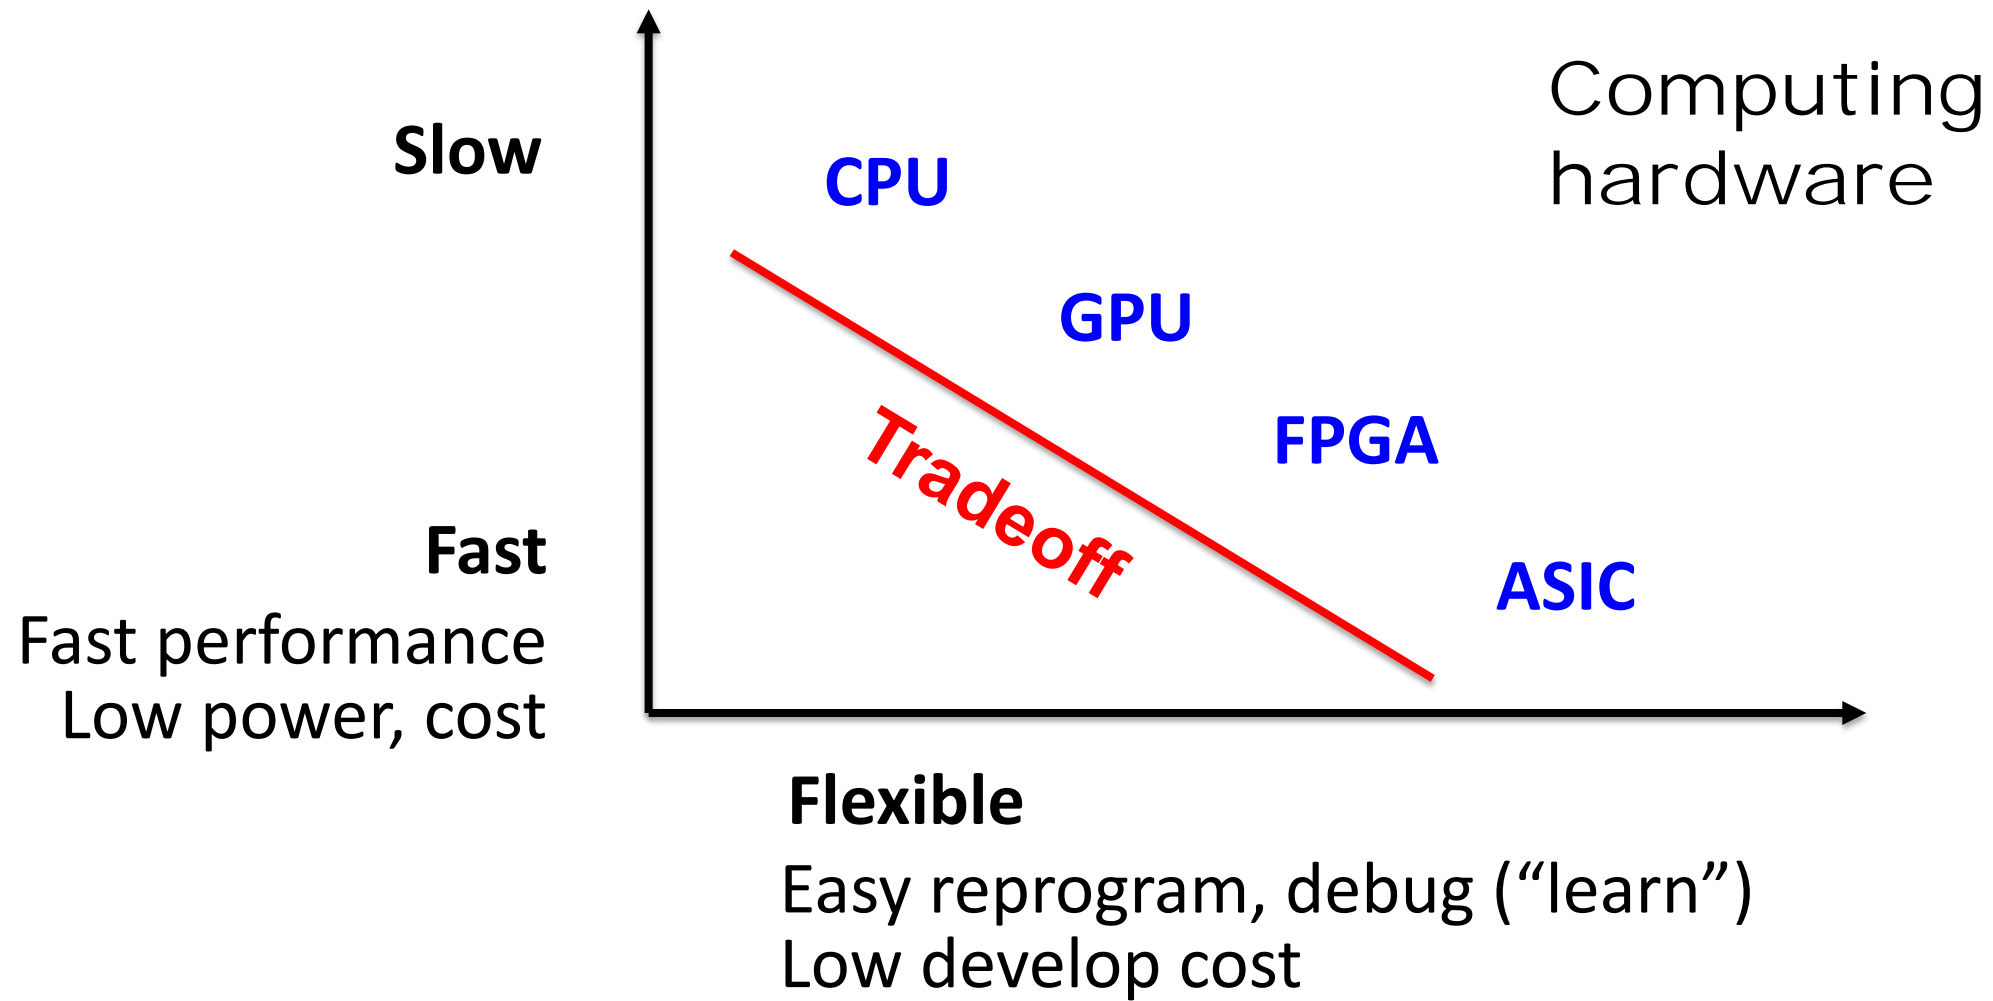 Computing
hardware
Slow
CPU
GPU
FPGA
Tradeoff
Fast
ASIC
Fast performance
Low power, cost
Flexible
Easy reprogram, debug (“learn”)
Low develop cost